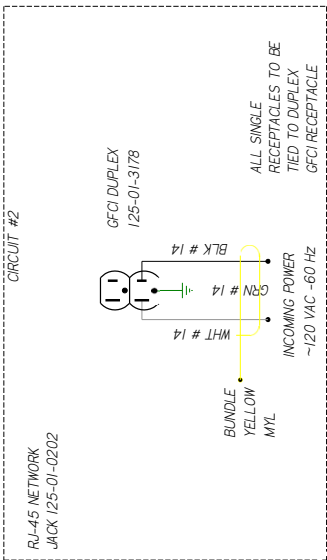 CIRCUIT #2
RJ-45 NETWORK
JACK 125-01-0202
GFCI DUPLEX
125-01-3178
ALL SINGLE
RECEPTACLES TO BE
TIED TO DUPLEX
GFCI RECEPTACLE
BLK # 14
GRN # 14
WHT # 14
INCOMING POWER
~120 VAC -60 Hz
BUNDLE
YELLOW
MYL